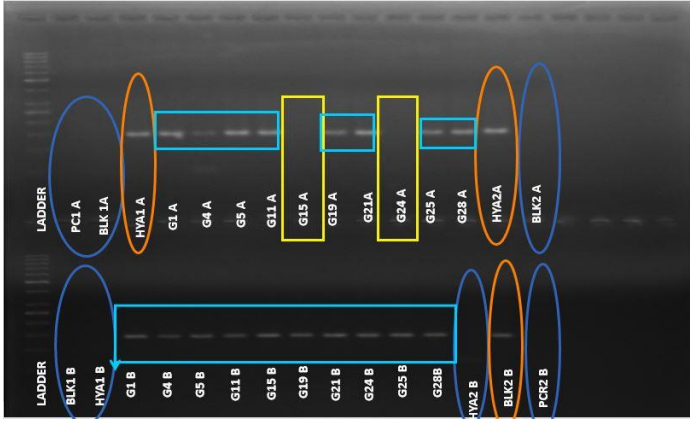 LADDER
PC1 A
BLK 1A
HYA1 A
G1 A
G4 A
G5 A
G11 A
G15 A
G19 A
G21A
G24 A
G25 A
G28 A
HYA2A
BLK2 A
LADDER
BLK1 B
HYA1 B
G1 B
G4 B
G5 B
G11 B
G15 B
G19 B
G21 B
G24 B
G25 B
G28B
HYA2 B
BLK2 B
PCR2 B